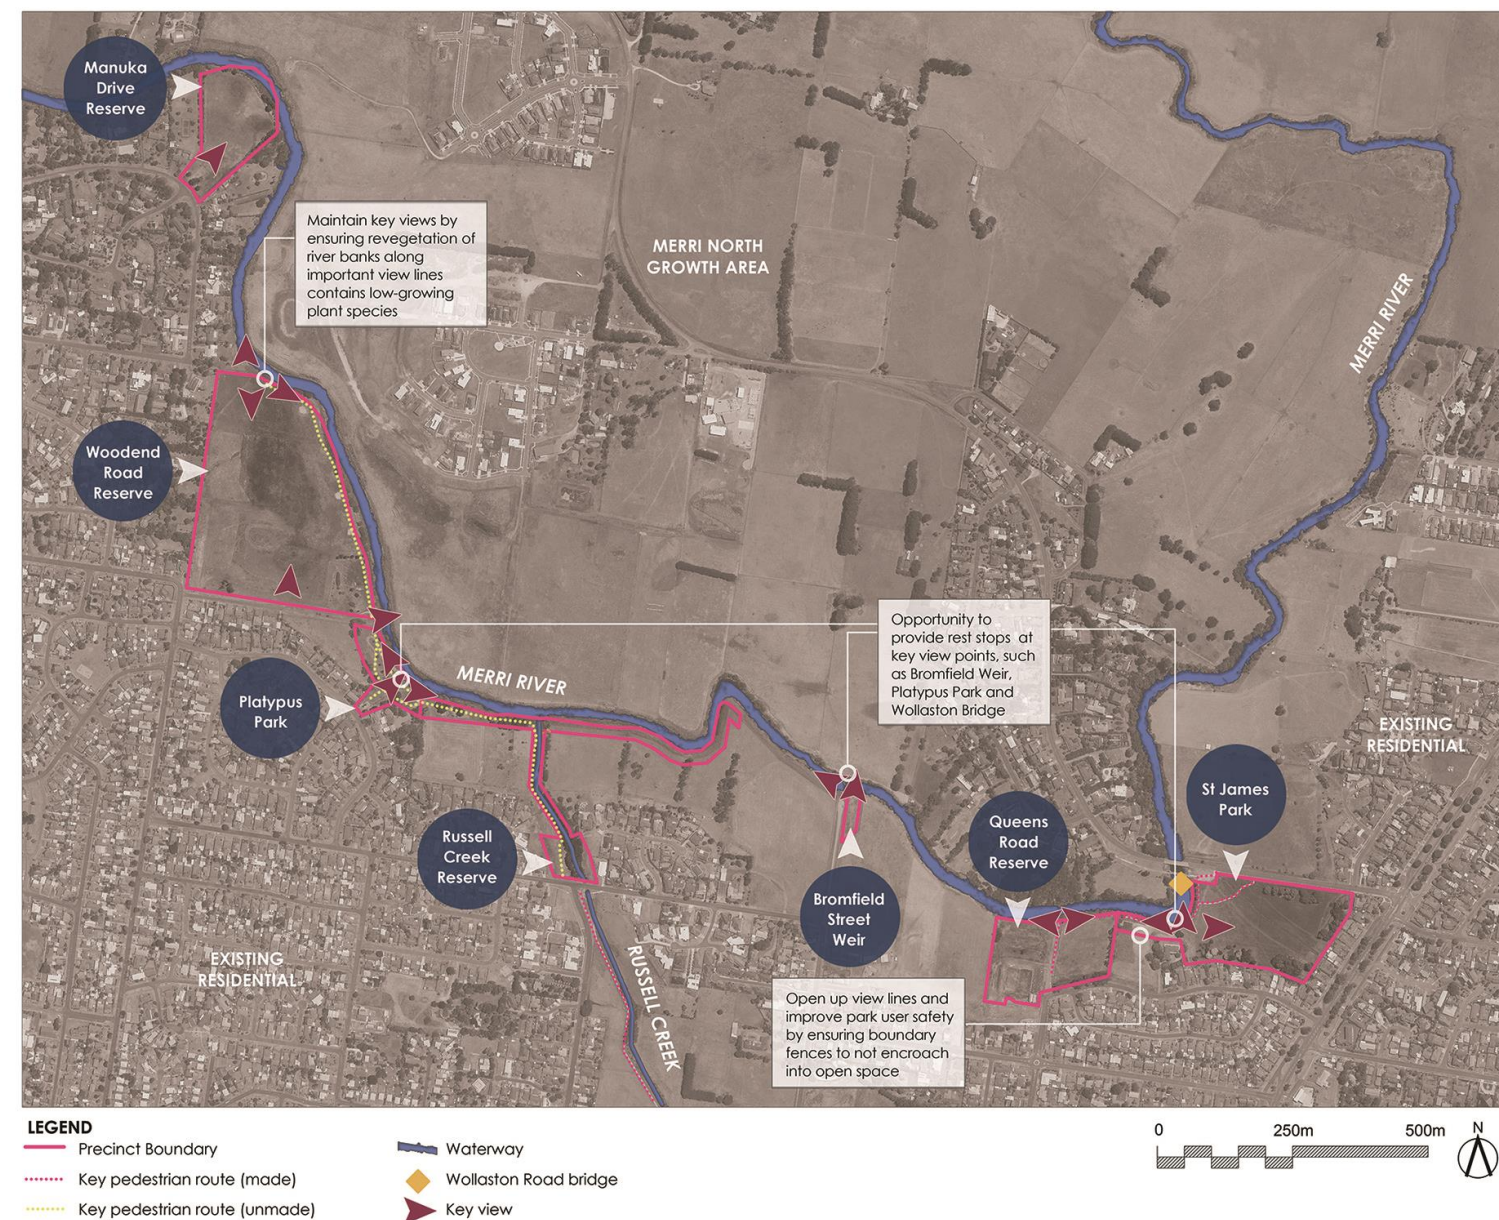 Manuka
Drive
Reserve
Maintain key views by
ensuring revegetation of
river banks along
important view lines
contains low-growing
plant species
MERRI NORTH
GROWTH AREA
MERRI RIVER
Woodend
Road
Reserve
Opportunity to
provide rest stops at
key view points, such
as Bromfield Weir,
Platypus Park and
Wollaston Bridge
MERRI RIVER
Platypus
Park
EXISTING
RESIDENTIAL
St James
Park
Russell
Creek
Reserve
Queens
Road
Reserve
Bromfield
Street
Weir
EXISTING
RESIDENTIAL
RUSSELL CREEK
Open up view lines and
improve park user safety
by ensuring boundary
fences to not encroach
into open space
LEGEND
Precinct Boundary
Key pedestrian route (made)
Key pedestrian route (unmade)
Waterway
Wollaston Road bridge
Key view
0 250m 500m
N